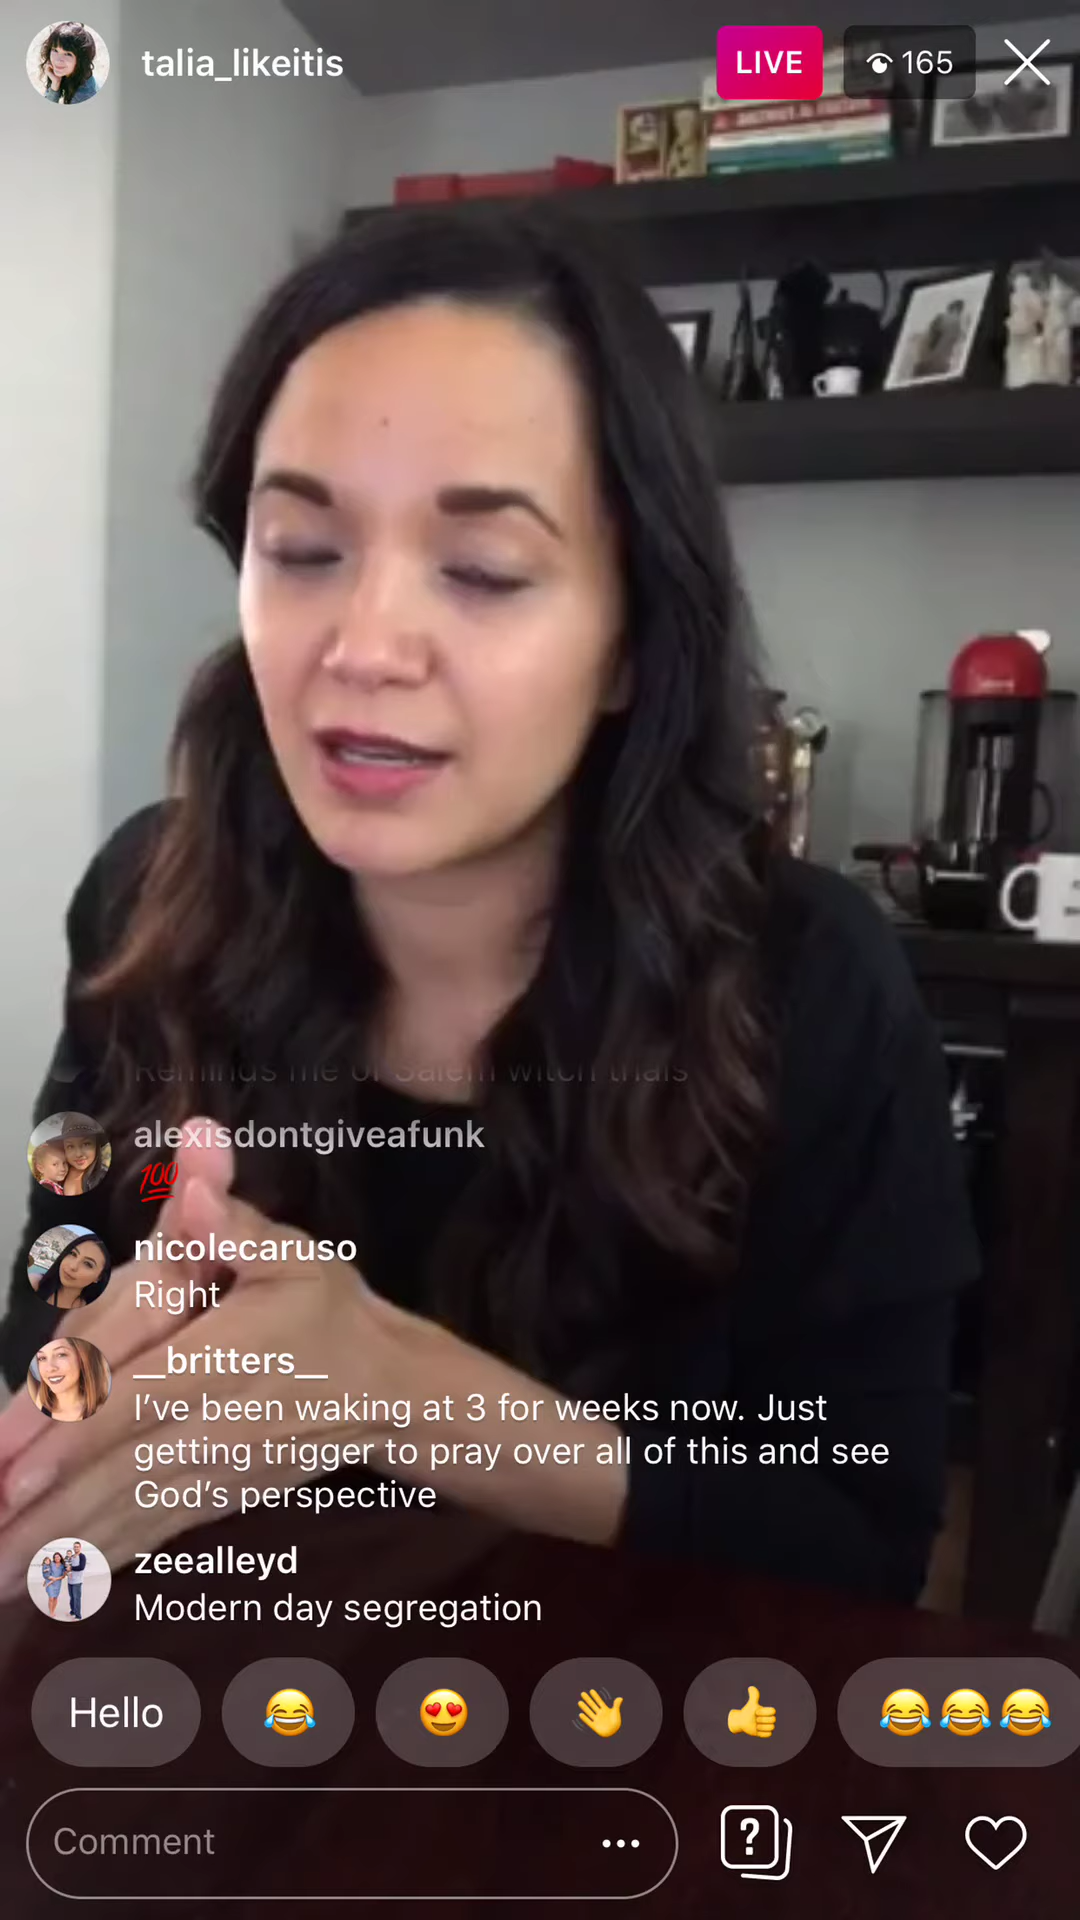 talia_likeitis
LIVE
165
Reminds me of Salem witch trials
alexisdontgiveafunk
💯
nicolecaruso
Right
__britters__
I've been waking at 3 for weeks now. Just
getting trigger to pray over all of this and see
God's perspective
zeealleyd
Modern day segregation
Hello
Comment